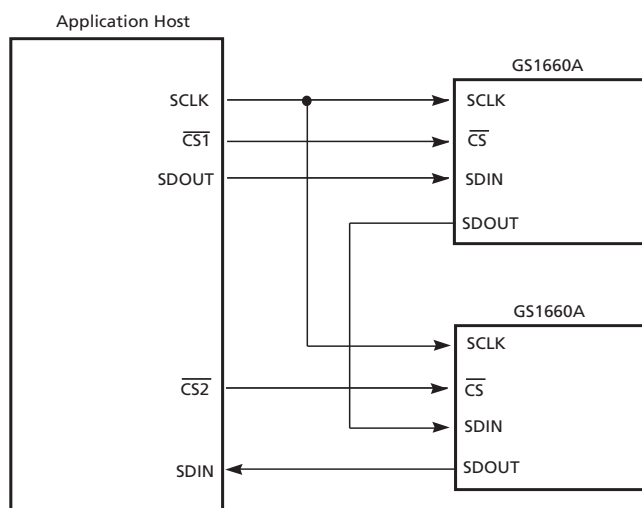 Application Host
GS1660A
SCLK
SCLK
CS1
CS
SDOUT
SDIN
SDOUT
GS1660A
SCLK
CS2
CS
SDIN
SDIN
SDOUT